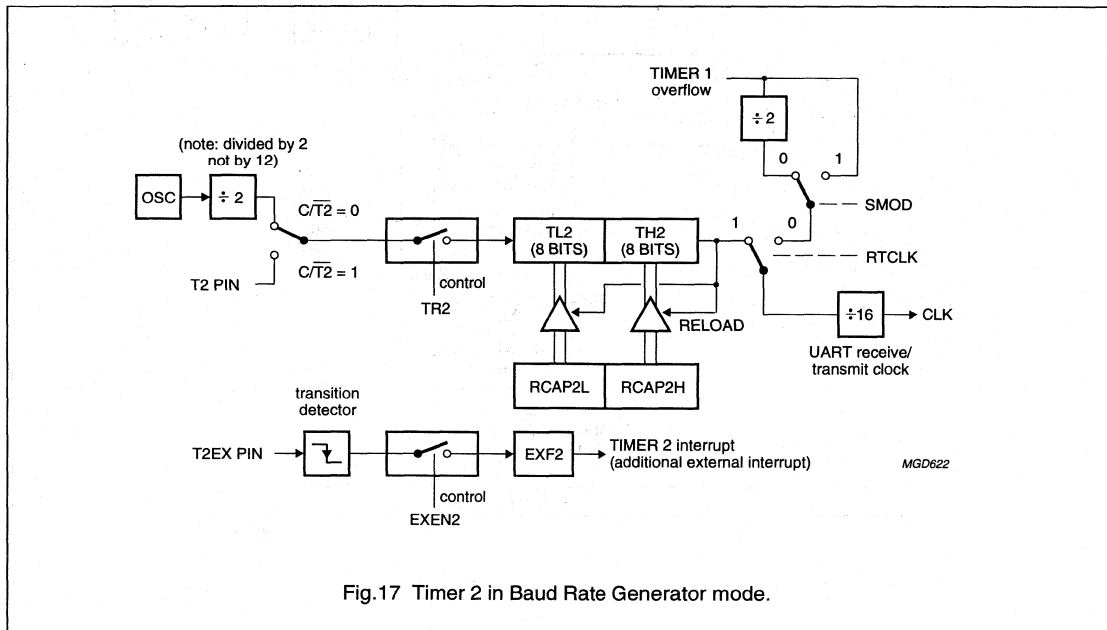 TIMER 1
overflow
÷ 2
0 1
SMOD
(note: divided by 2
not by 12)
OSC
÷ 2
C/T2 = 0
C/T2 = 1
T2 PIN
control
TR2
TL2
(8 BITS)
TH2
(8 BITS)
1 0
RTCLK
RELOAD
÷16
CLK
UART receive/
transmit clock
RCAP2L
RCAP2H
transition
detector
T2EX PIN
control
EXEN2
EXF2
TIMER 2 interrupt
(additional external interrupt)
MGD622
Fig.17 Timer 2 in Baud Rate Generator mode.